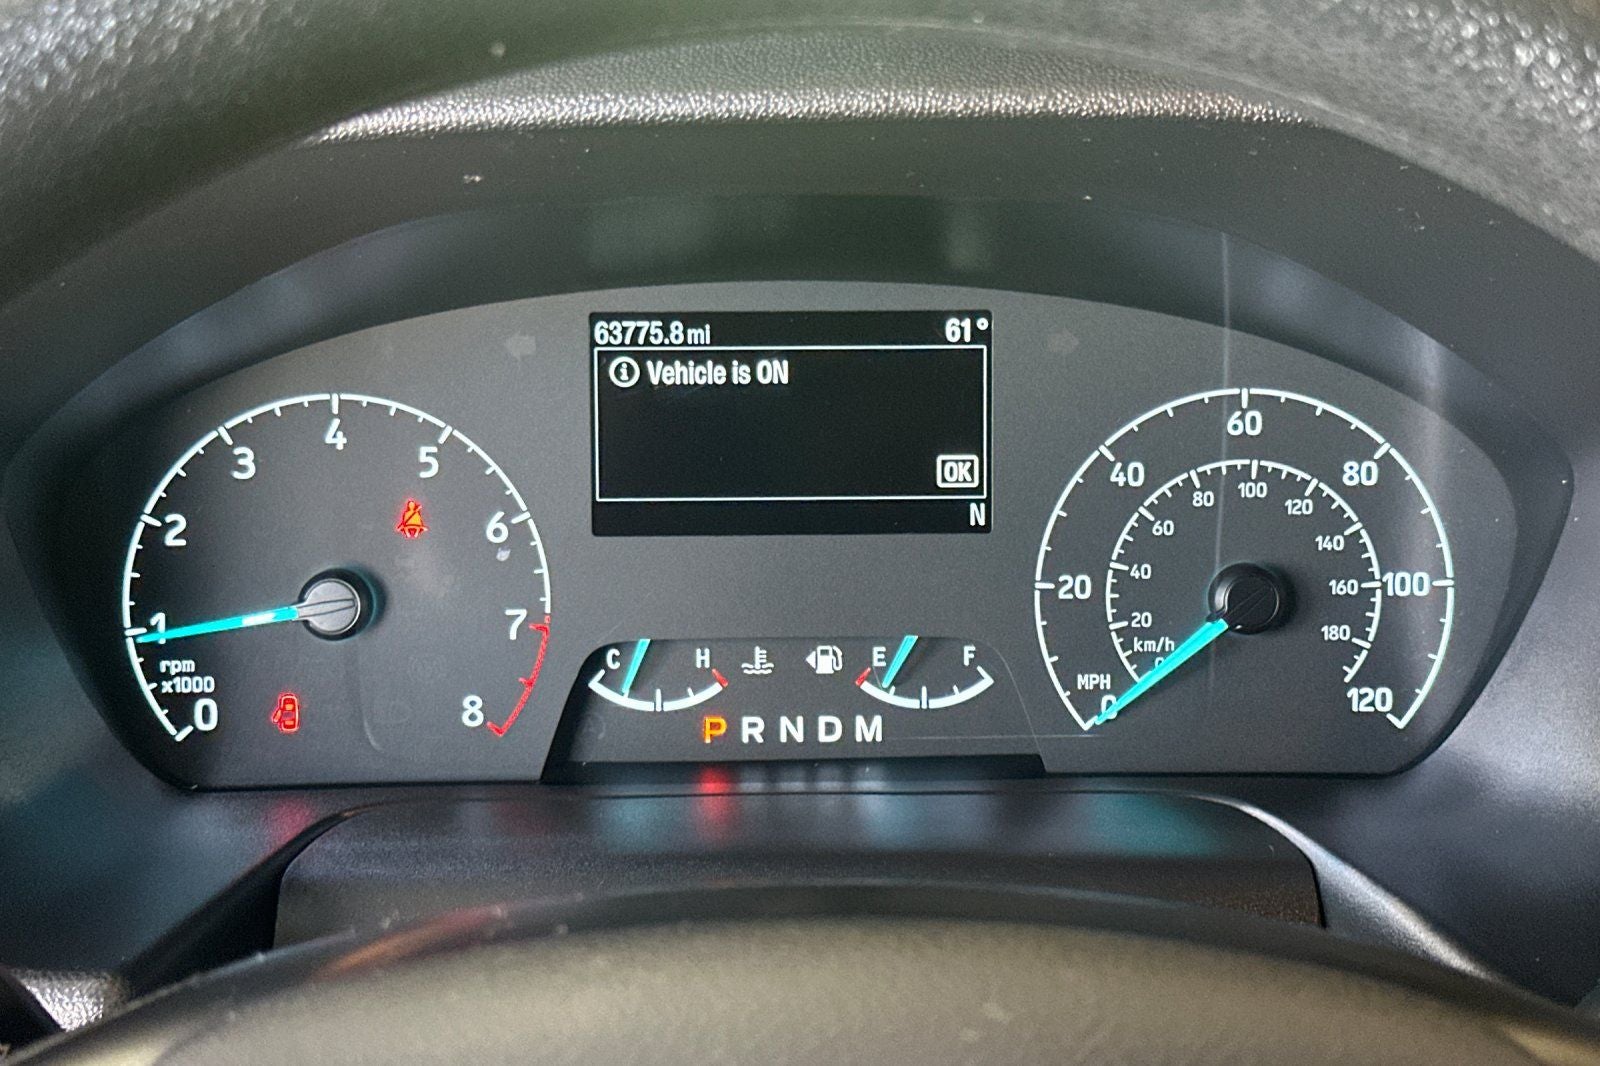 63775.8mi 61°
Vehicle is ON
OK
N
0 1 2 3 4 5 6 7 8
rpm
x1000
C H
E F
P R N D M
0 20 40 60 80 100 120
MPH
0 20 40 60 80 100 120 140 160 180
km/h